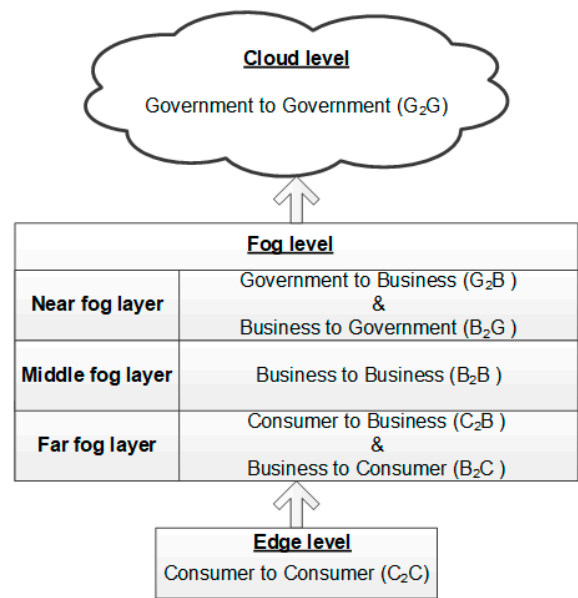 Cloud level
Government to Government (G₂G)
Fog level
Near fog layer
Government to Business (G₂B )
&
Business to Government (B₂G )
Middle fog layer
Business to Business (B₂B )
Far fog layer
Consumer to Business (C₂B )
&
Business to Consumer (B₂C )
Edge level
Consumer to Consumer (C₂C)